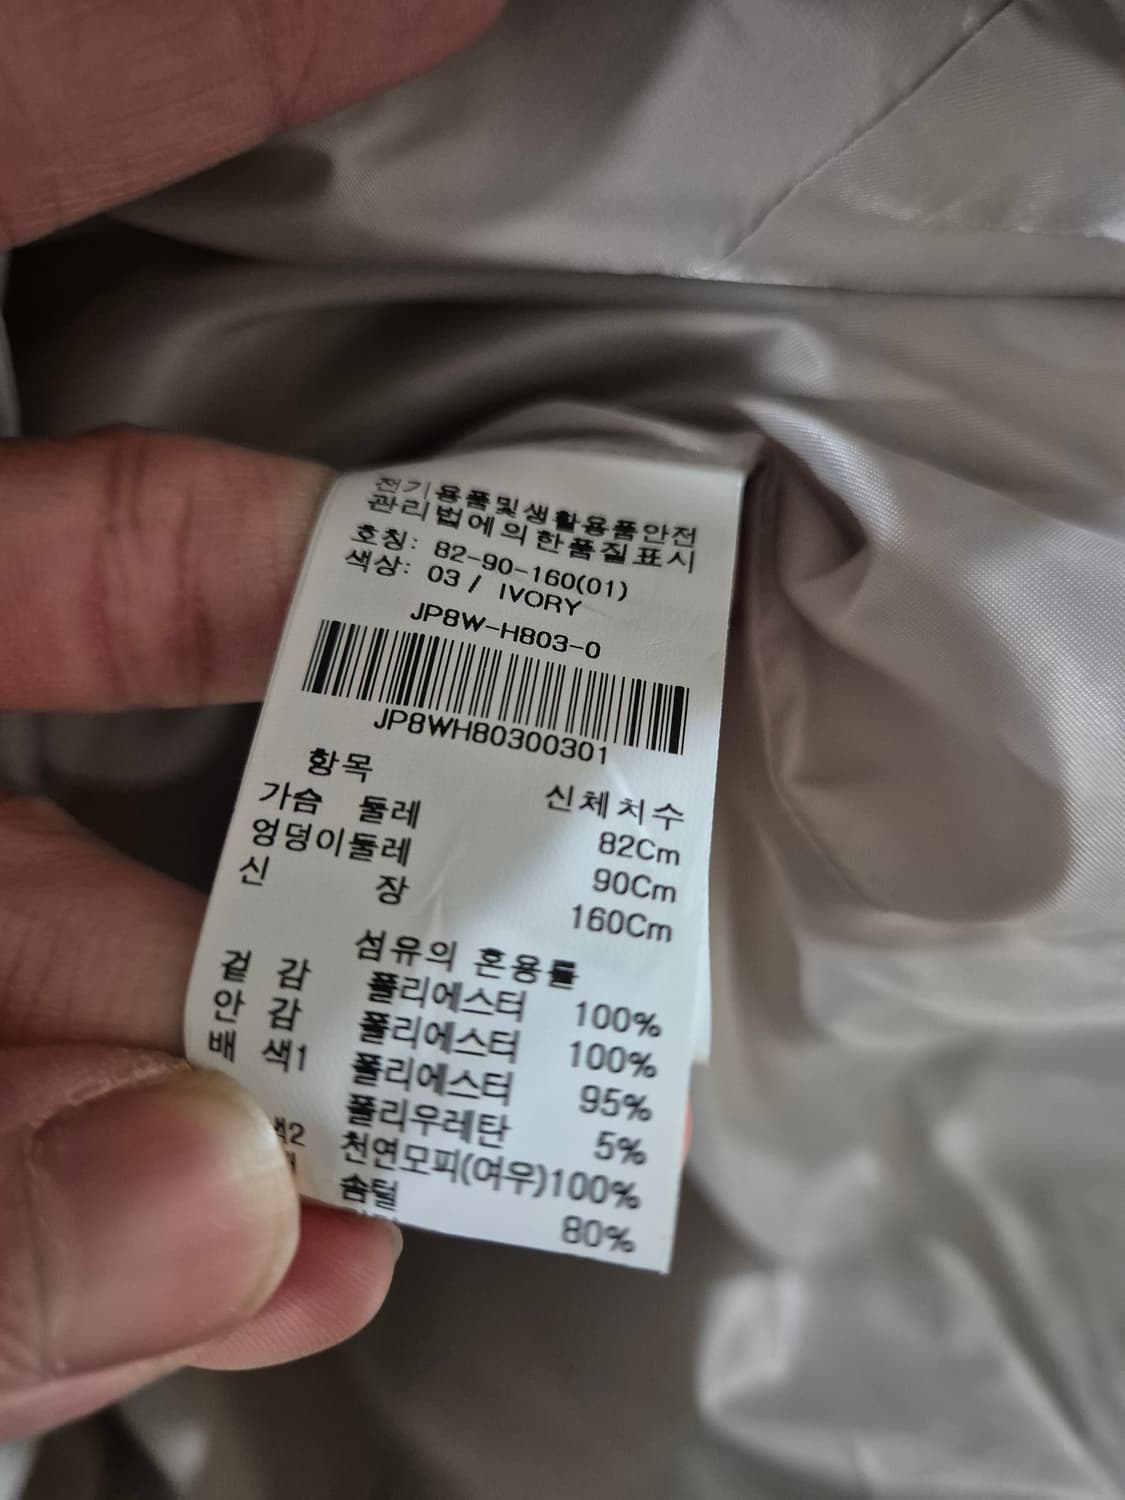 전기용품및생활용품안전
관리법에의한품질표시
호칭: 82-90-160(01)
색상: 03 / IVORY
JP8W-H803-0
JP8WH80300301
항목 신체치수
가슴 둘레 82Cm
엉덩이둘레 90Cm
신 장 160Cm
섬유의 혼용률
겉 감 폴리에스터 100%
안 감 폴리에스터 100%
배 색1 폴리에스터 95%
폴리우레탄 5%
색2 천연모피(여우)100%
솜털 80%